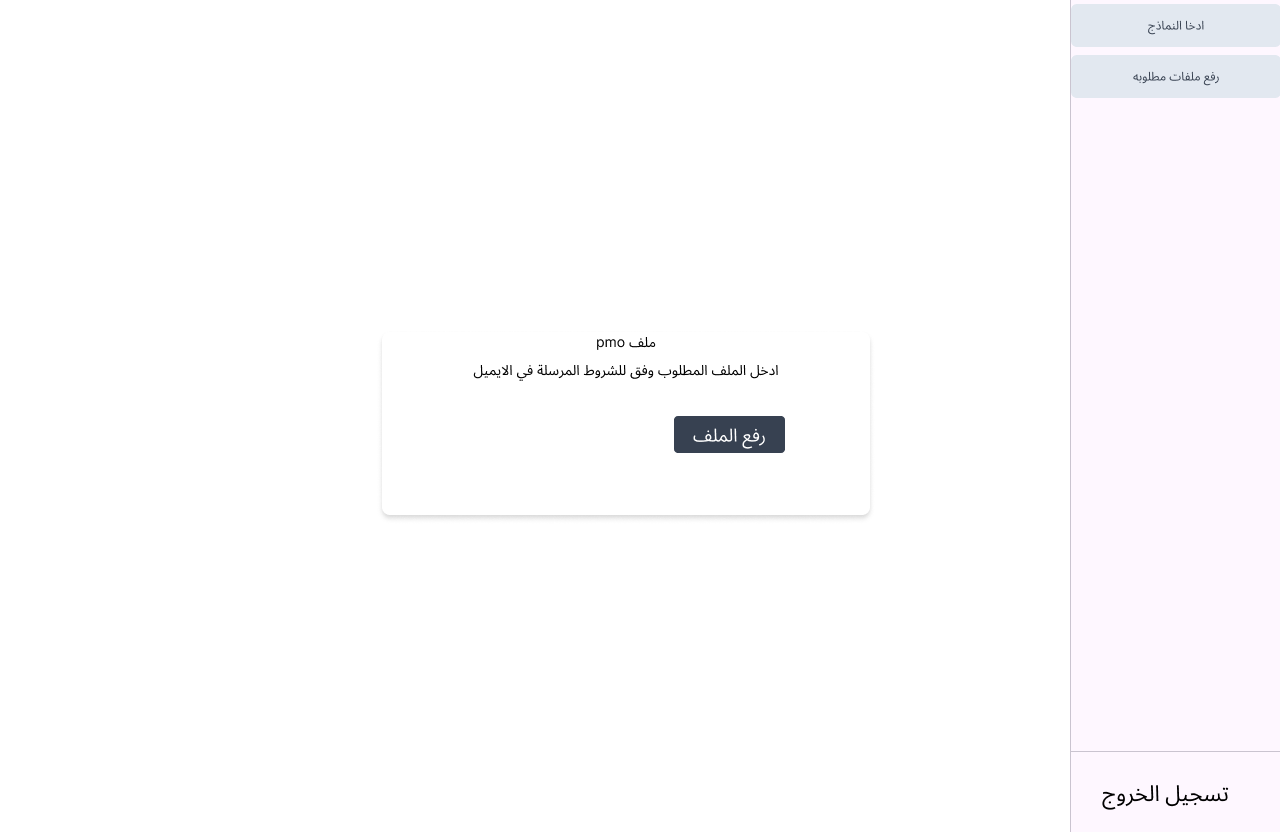 ادخا النماذج
رفع ملفات مطلوبه
ملف pmo
ادخل الملف المطلوب وفق للشروط المرسلة في الايميل
رفع الملف
تسجيل الخروج